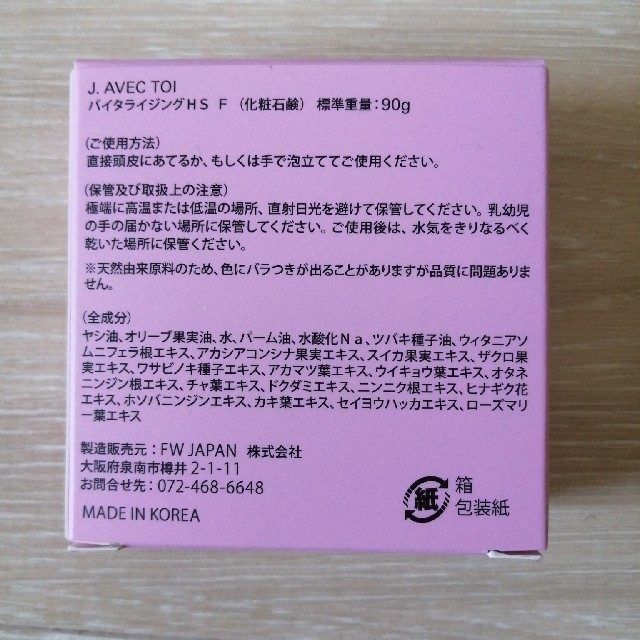 J. AVEC TOI
バイタライジングHS F (化粧石鹸) 標準重量:90g
(ご使用方法)
直接頭皮にあてるか、もしくは手で泡立ててご使用ください。
(保管及び取扱上の注意)
極端に高温または低温の場所、直射日光を避けて保管してください。乳幼児
の手の届かない場所に保管してください。ご使用後は、水気をきりなるべく
乾いた場所に保管ください。
※天然由来原料のため、色にバラつきが出ることがありますが品質に問題ありま
せん。
(全成分)
ヤシ油、オリーブ果実油、水、パーム油、水酸化Na、ツバキ種子油、ウィタニアソ
ムニフェラ根エキス、アカシアコンシナ果実エキス、スイカ果実エキス、ザクロ果
実エキス、ワサビノキ種子エキス、アカマツ葉エキス、ウイキョウ葉エキス、オタネ
ニンジン根エキス、チャ葉エキス、ドクダミエキス、ニンニク根エキス、ヒナギク花
エキス、ホソバニンジンエキス、カキ葉エキス、セイヨウハッカエキス、ローズマリ
ー葉エキス
製造販売元:FW JAPAN 株式会社
大阪府泉南市樽井 2-1-11
お問合せ先:072-468-6648
MADE IN KOREA
紙
箱
包装紙